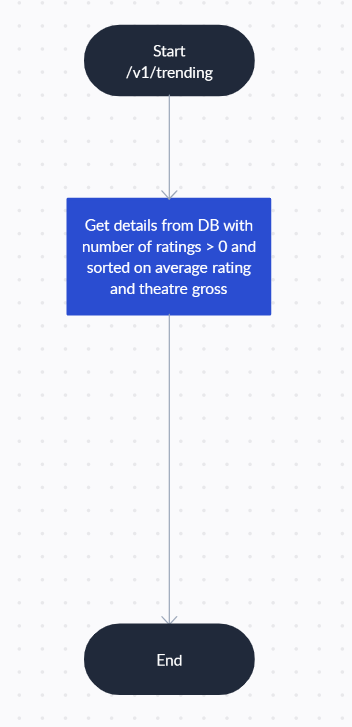 Start
/v1/trending
Get details from DB with
number of ratings > 0 and
sorted on average rating
and theatre gross
End